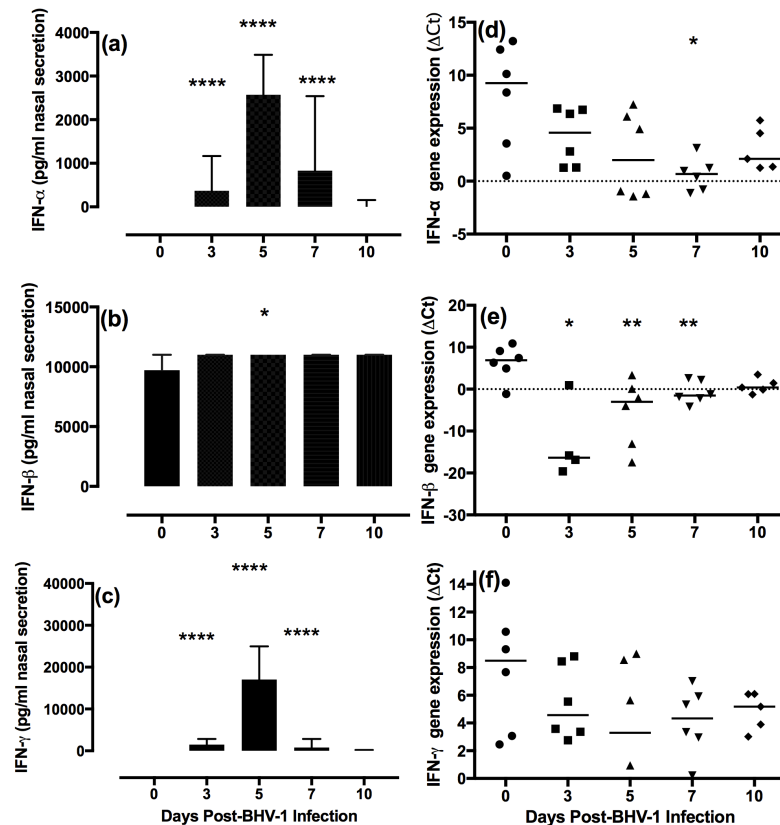 (a)
IFN-α (pg/ml nasal secretion)
4000
3000
2000
1000
0
****
****
****
0 3 5 7 10
(d)
IFN-α gene expression (ΔCt)
15
10
5
0
-5
*
0 3 5 7 10
(b)
IFN-β (pg/ml nasal secretion)
15000
10000
5000
0
*
0 3 5 7 10
(e)
IFN-β gene expression (ΔCt)
20
10
0
-10
-20
-30
* ** **
0 3 5 7 10
(c)
IFN-γ (pg/ml nasal secretion)
40000
30000
20000
10000
0
****
****
****
0 3 5 7 10
Days Post-BHV-1 Infection
(f)
IFN-γ gene expression (ΔCt)
14
12
10
8
6
4
2
0
0 3 5 7 10
Days Post-BHV-1 Infection